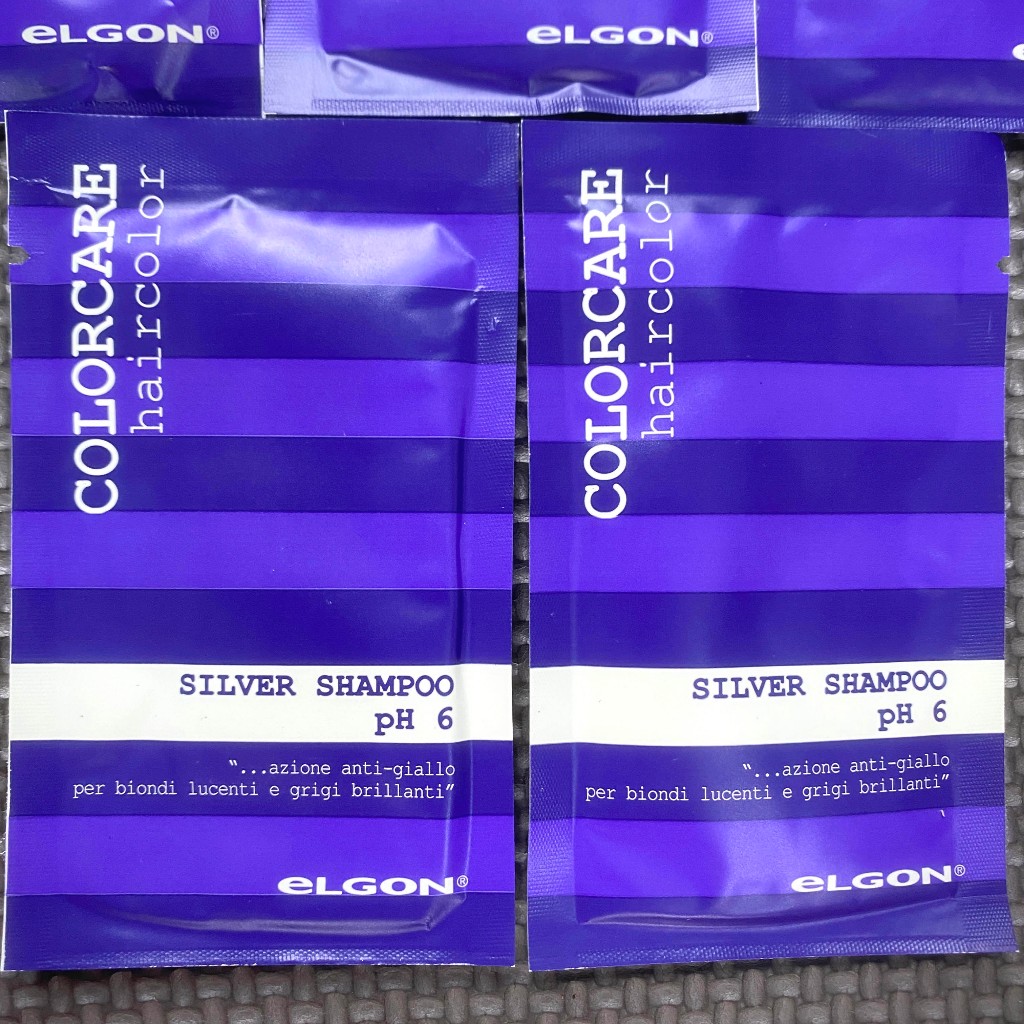 eLGON®
eLGON®
COLORCARE
haircolor
SILVER SHAMPOO
pH 6
"...azione anti-giallo
per biondi lucenti e grigi brillanti"
eLGON®
COLORCARE
haircolor
SILVER SHAMPOO
pH 6
"...azione anti-giallo
per biondi lucenti e grigi brillanti"
eLGON®